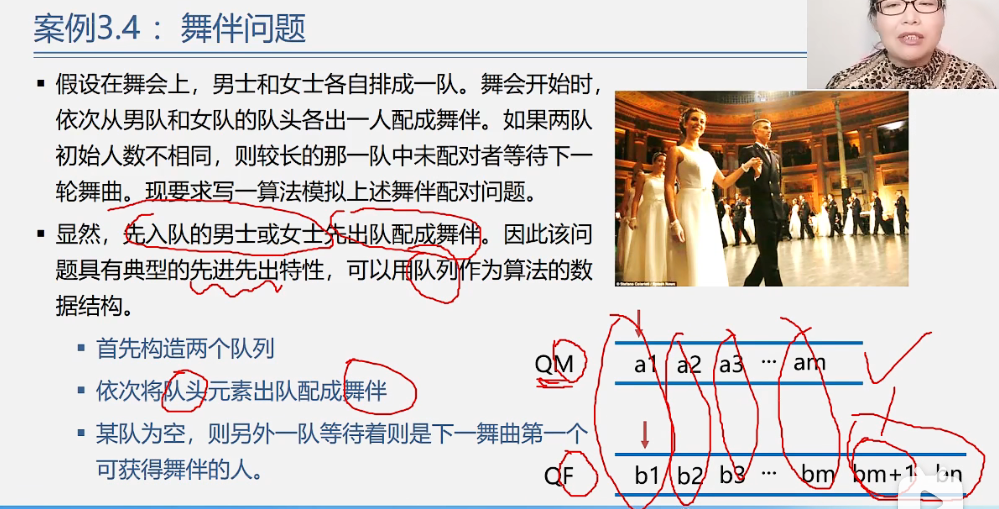 案例3.4 ：舞伴问题
▪ 假设在舞会上，男士和女士各自排成一队。舞会开始时，
依次从男队和女队的队头各出一人配成舞伴。如果两队
初始人数不相同，则较长的那一队中未配对者等待下一
轮舞曲。现要求写一算法模拟上述舞伴配对问题。
▪ 显然，先入队的男士或女士先出队配成舞伴。因此该问
题具有典型的先进先出特性，可以用队列作为算法的数
据结构。
▪ 首先构造两个队列
▪ 依次将队头元素出队配成舞伴
▪ 某队为空，则另外一队等待着则是下一舞曲第一个
可获得舞伴的人。
QM a1 a2 a3 ··· am
QF b1 b2 b3 ··· bm bm+1 bn